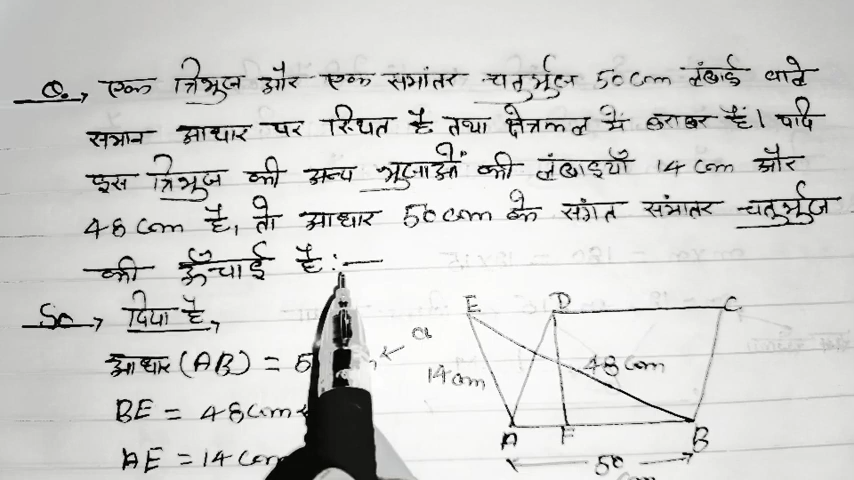 Q. → एक त्रिभुज और एक समांतर चतुर्भुज 50 cm लंबाई वाले
समान आधार पर स्थित है तथा क्षेत्रफल में बराबर हैं। यदि
इस त्रिभुज की अन्य भुजाओं की लंबाइयाँ 14 cm और
48 cm है, तो आधार 50 cm के संगत समांतर चतुर्भुज
की ऊँचाई है :—
So → दिया है,
आधार (AB) = 5 ← a
BE = 48 cm
AE = 14 cm
E D C
14 cm 48 cm
A F B
50 cm